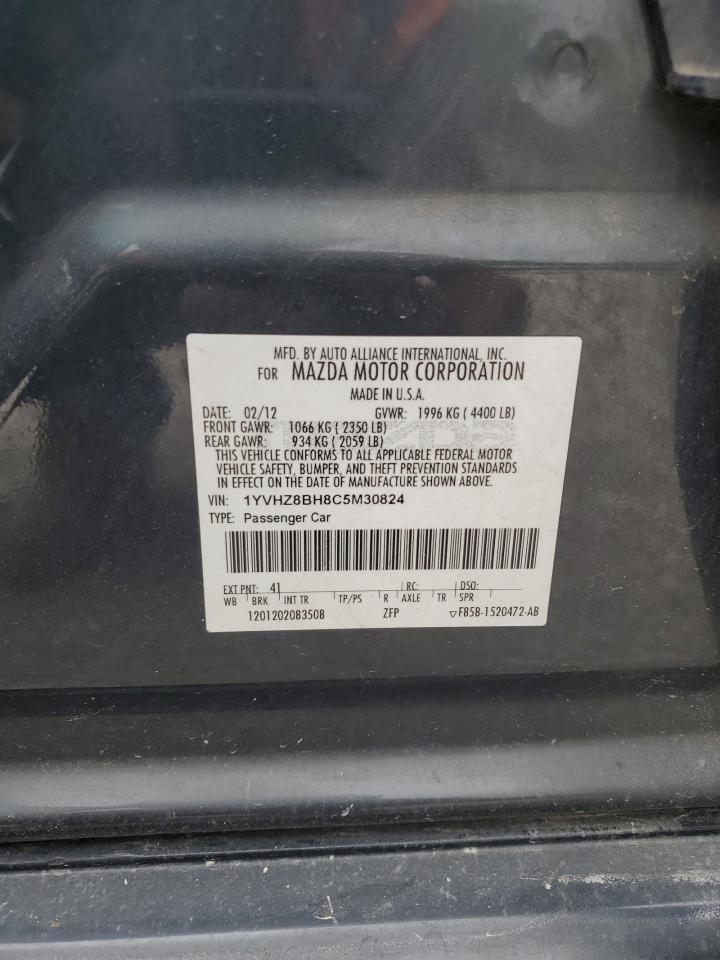 MFD. BY AUTO ALLIANCE INTERNATIONAL, INC.
FOR MAZDA MOTOR CORPORATION
MADE IN U.S.A.
DATE: 02/12 GVWR: 1996 KG ( 4400 LB)
FRONT GAWR: 1066 KG ( 2350 LB)
REAR GAWR: 934 KG ( 2059 LB)
THIS VEHICLE CONFORMS TO ALL APPLICABLE FEDERAL MOTOR
VEHICLE SAFETY, BUMPER, AND THEFT PREVENTION STANDARDS
IN EFFECT ON THE DATE OF MANUFACTURE SHOWN ABOVE.
VIN: 1YVHZ8BH8C5M30824
TYPE: Passenger Car
EXT PNT: 41 RC: DSO:
WB BRK INT TR TP/PS R AXLE TR SPR
1201202083508 ZFP ▽F85B-1520472-AB